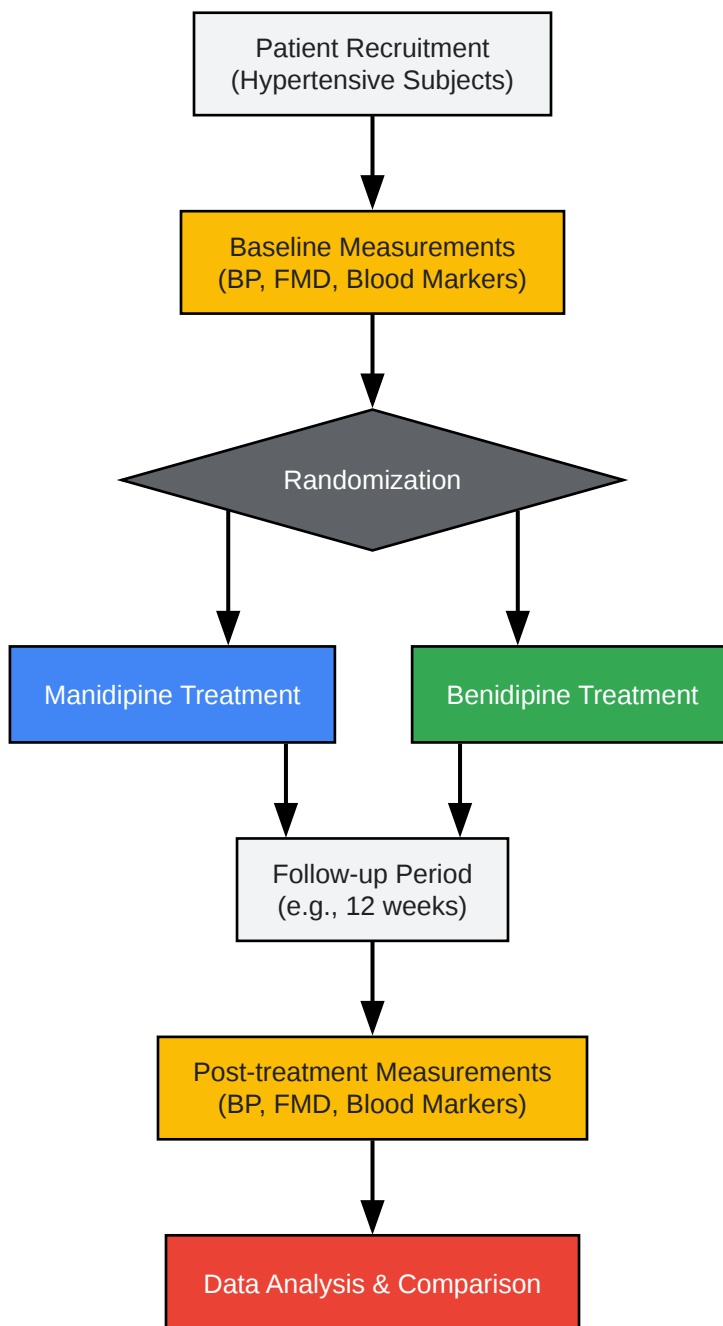 Patient Recruitment
(Hypertensive Subjects)
Baseline Measurements
(BP, FMD, Blood Markers)
Randomization
Manidipine Treatment
Benidipine Treatment
Follow-up Period
(e.g., 12 weeks)
Post-treatment Measurements
(BP, FMD, Blood Markers)
Data Analysis & Comparison